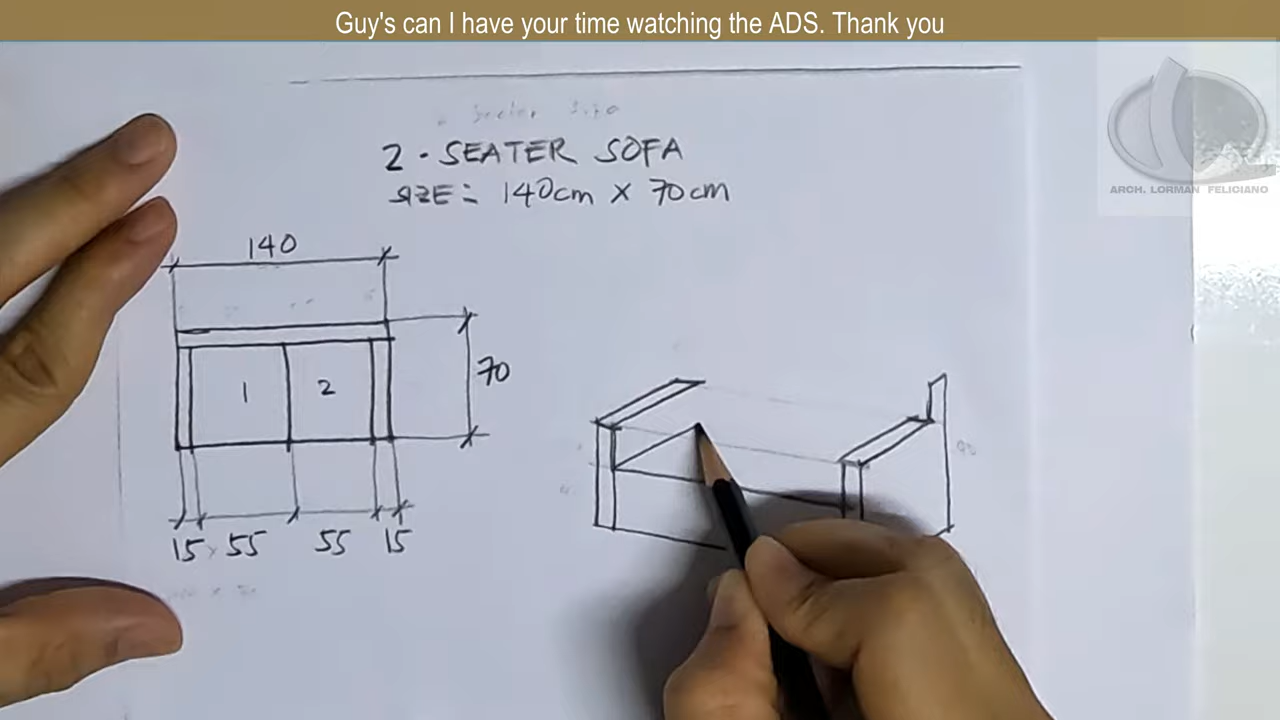 Guy's can I have your time watching the ADS. Thank you
ARCH. LORMAN FELICIANO
2 - SEATER SOFA
SIZE = 140cm x 70cm
140
70
1 2
15 55 55 15